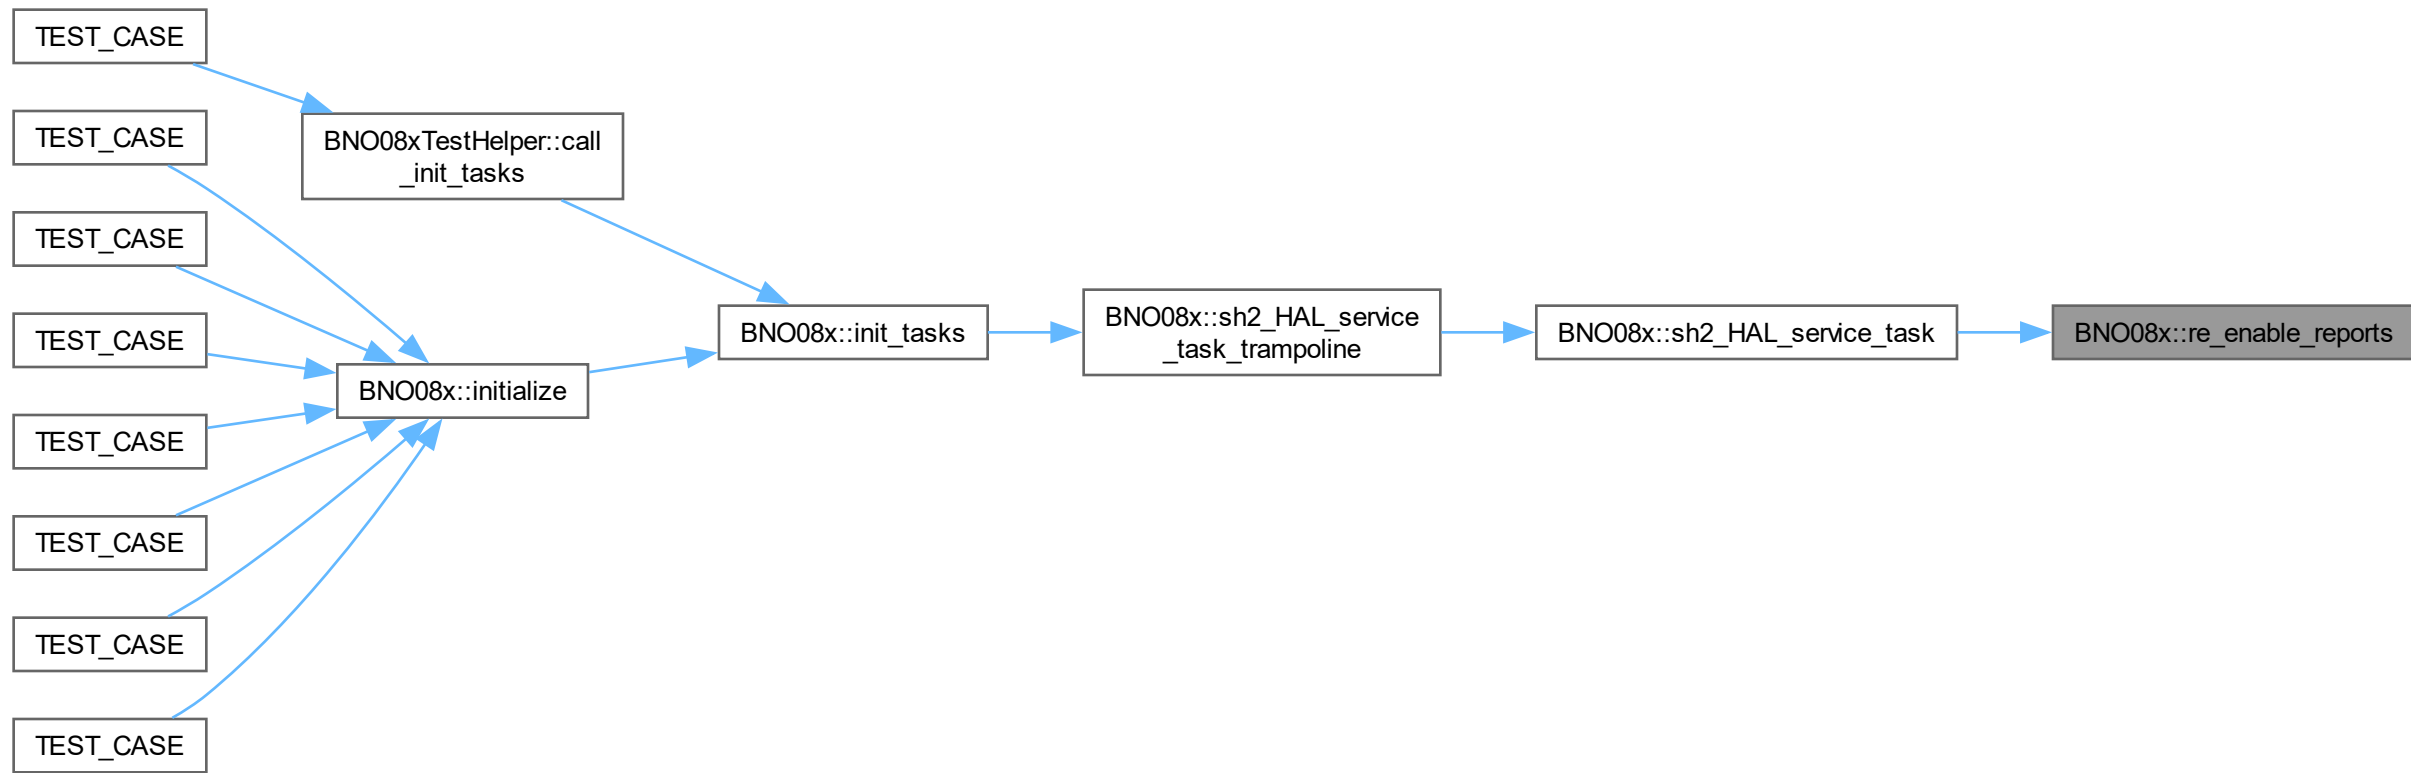 TEST_CASE
TEST_CASE
TEST_CASE
TEST_CASE
TEST_CASE
TEST_CASE
TEST_CASE
TEST_CASE
BNO08xTestHelper::call
_init_tasks
BNO08x::initialize
BNO08x::init_tasks
BNO08x::sh2_HAL_service
_task_trampoline
BNO08x::sh2_HAL_service_task
BNO08x::re_enable_reports